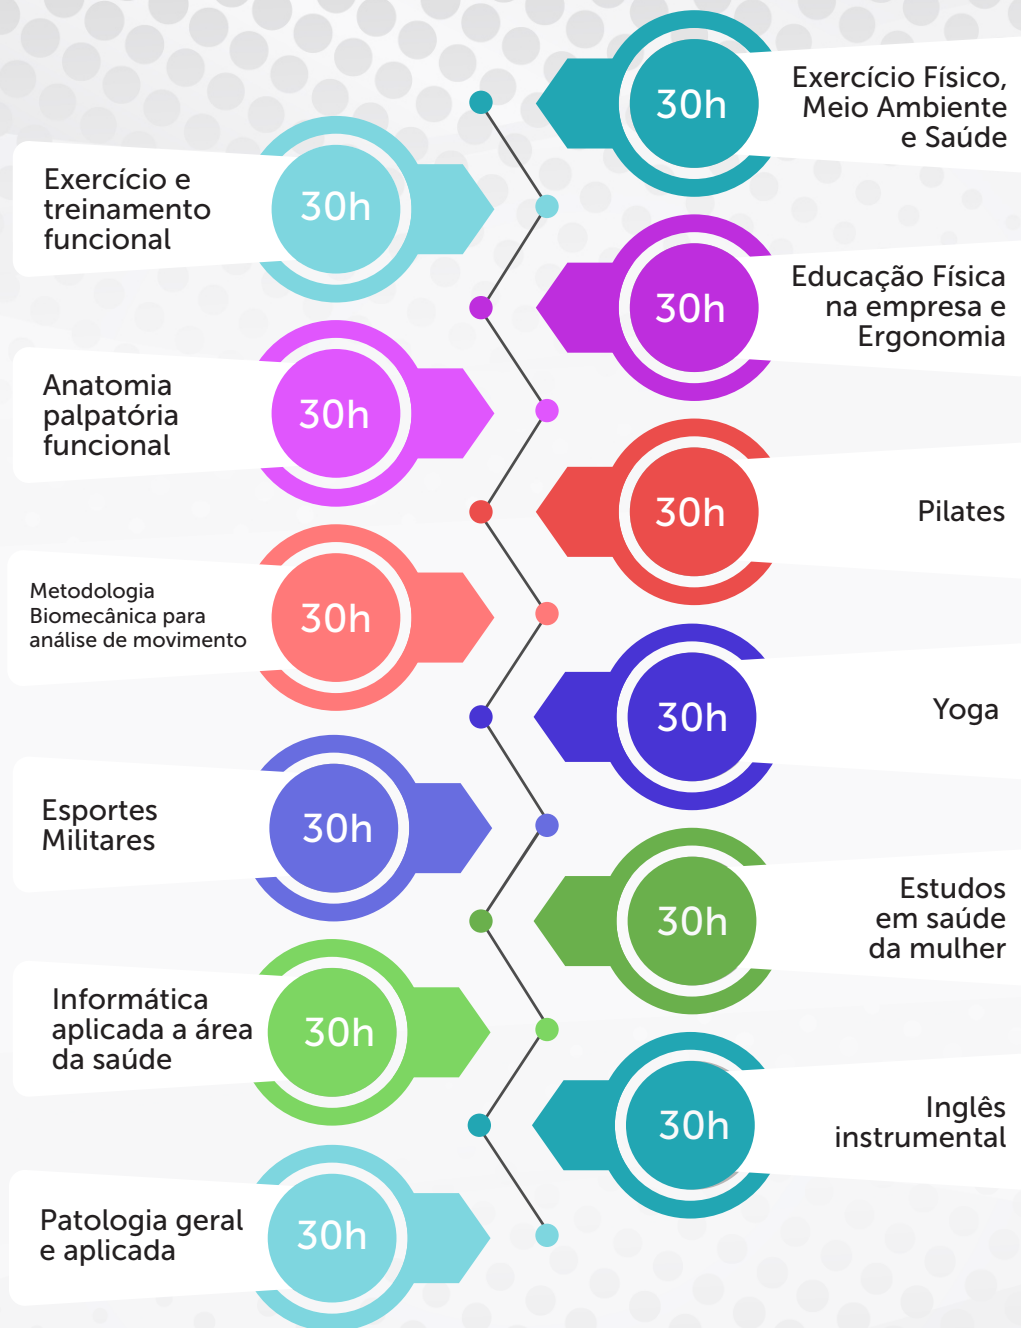 30h
Exercício Físico,
Meio Ambiente
e Saúde
Exercício e
treinamento
funcional
30h
30h
Educação Física
na empresa e
Ergonomia
Anatomia
palpatória
funcional
30h
30h
Pilates
Metodologia
Biomecânica para
análise de movimento
30h
30h
Yoga
Esportes
Militares
30h
30h
Estudos
em saúde
da mulher
Informática
aplicada a área
da saúde
30h
30h
Inglês
instrumental
Patologia geral
e aplicada
30h